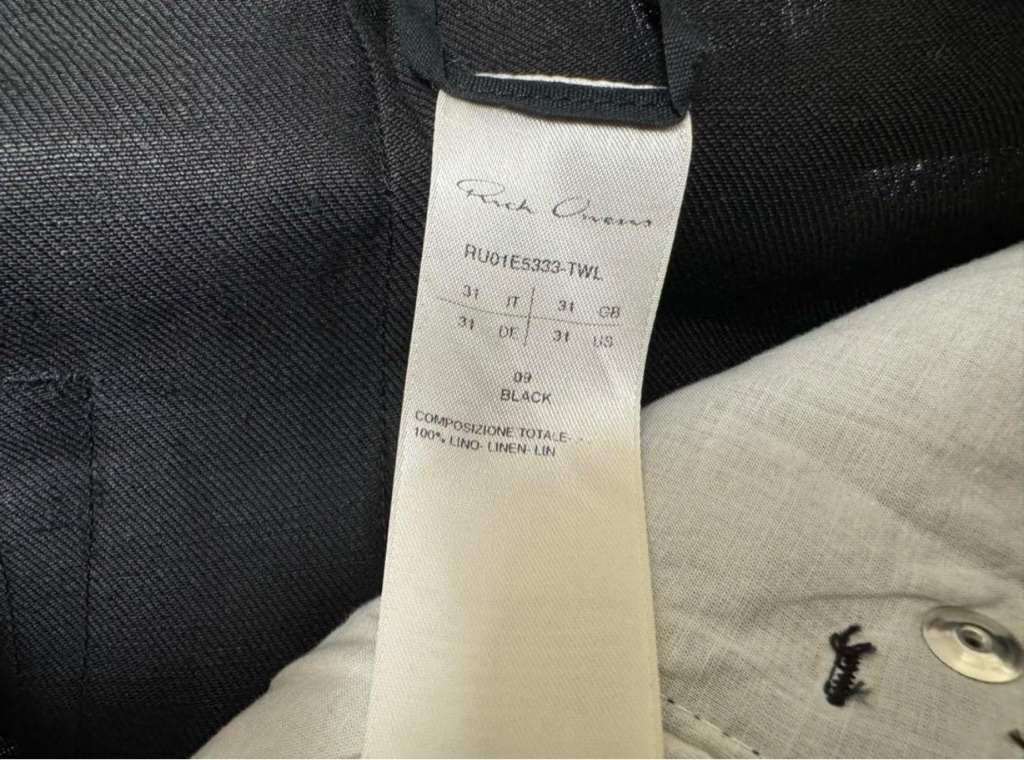 Rick Owens
RU01E5333-TWL
31 IT 31 GB
31 DE 31 US
09
BLACK
COMPOSIZIONE TOTALE-
100% LINO- LINEN- LIN